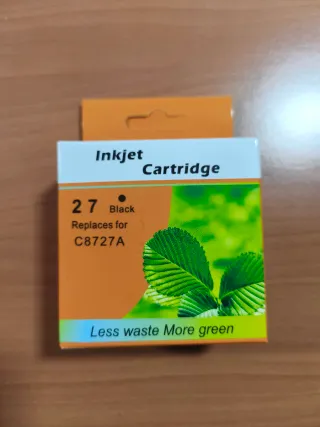 Inkjet
Cartridge
27 Black
Replaces for
C8727A
Less waste More green